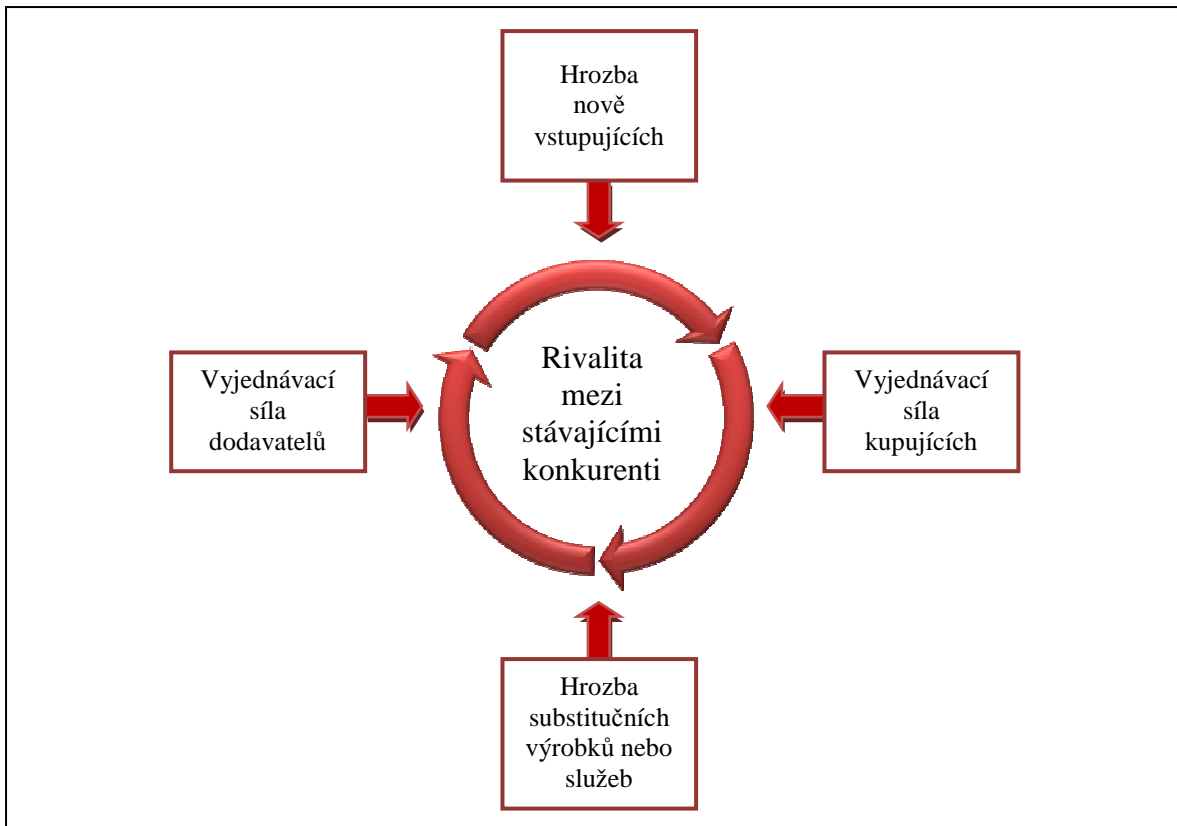 Hrozba
nově
vstupujících
Vyjednávací
síla
dodavatelů
Rivalita
mezi
stávajícími
konkurenti
Vyjednávací
síla
kupujících
Hrozba
substitučních
výrobků nebo
služeb